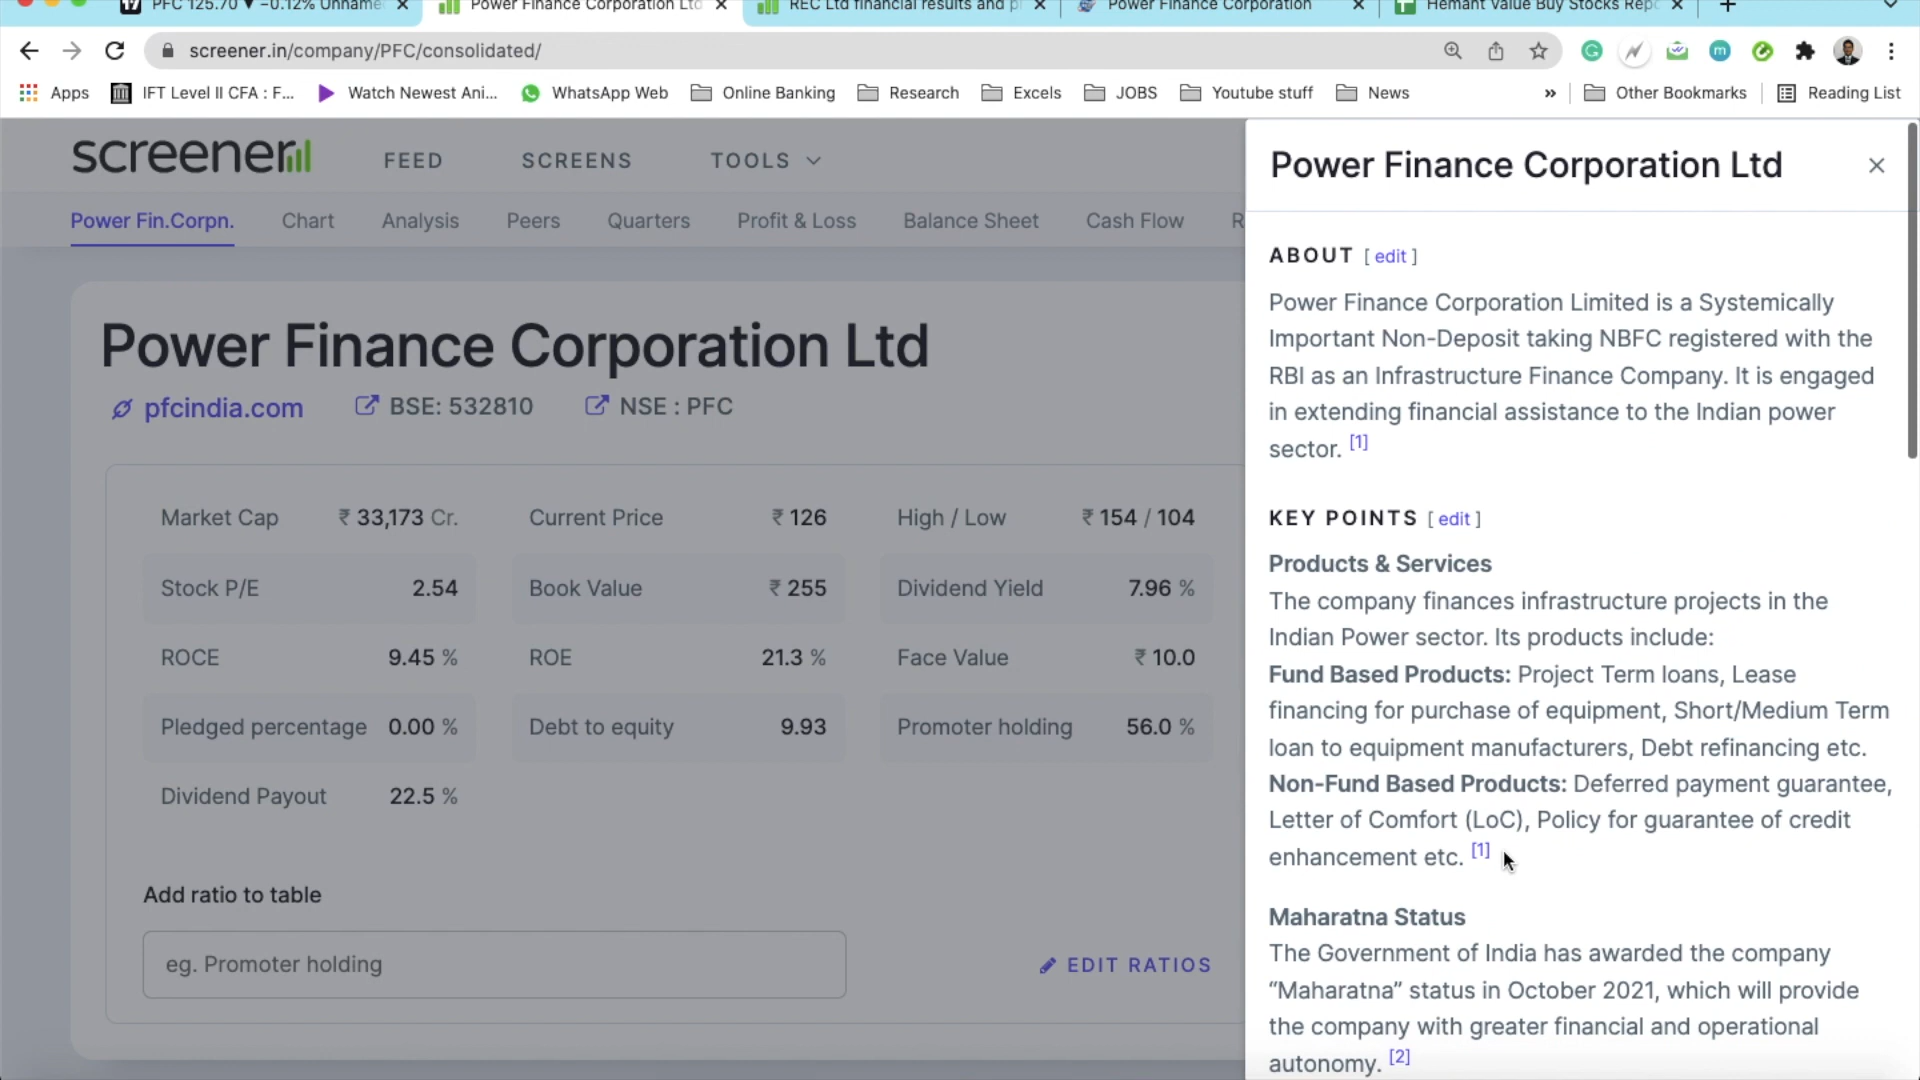 PFC 125.70 ▼ −0.12% Unname
Power Finance Corporation Ltd
REC Ltd financial results and p
Power Finance Corporation
Hemant Value Buy Stocks Rep
screener.in/company/PFC/consolidated/
Apps
IFT Level II CFA : F...
Watch Newest Ani...
WhatsApp Web
Online Banking
Research
Excels
JOBS
Youtube stuff
News
»
Other Bookmarks
Reading List
screener
FEED
SCREENS
TOOLS
Power Fin.Corpn.
Chart
Analysis
Peers
Quarters
Profit & Loss
Balance Sheet
Cash Flow
R
Power Finance Corporation Ltd
pfcindia.com
BSE: 532810
NSE : PFC
Market Cap ₹ 33,173 Cr.
Current Price ₹ 126
High / Low ₹ 154 / 104
Stock P/E 2.54
Book Value ₹ 255
Dividend Yield 7.96 %
ROCE 9.45 %
ROE 21.3 %
Face Value ₹ 10.0
Pledged percentage 0.00 %
Debt to equity 9.93
Promoter holding 56.0 %
Dividend Payout 22.5 %
Add ratio to table
eg. Promoter holding
EDIT RATIOS
Power Finance Corporation Ltd
ABOUT [ edit ]
Power Finance Corporation Limited is a Systemically
Important Non-Deposit taking NBFC registered with the
RBI as an Infrastructure Finance Company. It is engaged
in extending financial assistance to the Indian power
sector. [1]
KEY POINTS [ edit ]
Products & Services
The company finances infrastructure projects in the
Indian Power sector. Its products include:
Fund Based Products: Project Term loans, Lease
financing for purchase of equipment, Short/Medium Term
loan to equipment manufacturers, Debt refinancing etc.
Non-Fund Based Products: Deferred payment guarantee,
Letter of Comfort (LoC), Policy for guarantee of credit
enhancement etc. [1]
Maharatna Status
The Government of India has awarded the company
“Maharatna” status in October 2021, which will provide
the company with greater financial and operational
autonomy. [2]